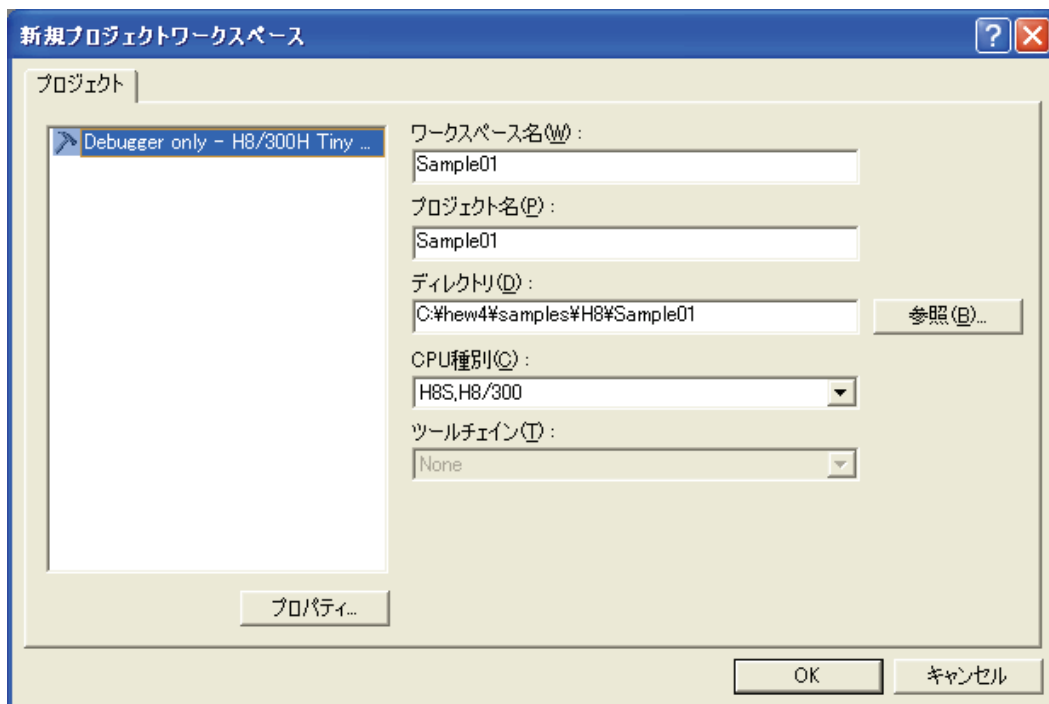 新規プロジェクトワークスペース
プロジェクト
Debugger only - H8/300H Tiny ...
ワークスペース名(W) :
Sample01
プロジェクト名(P) :
Sample01
ディレクトリ(D) :
C:¥hew4¥samples¥H8¥Sample01
参照(B)...
CPU種別(C) :
H8S,H8/300
ツールチェイン(T) :
None
プロパティ...
OK
キャンセル